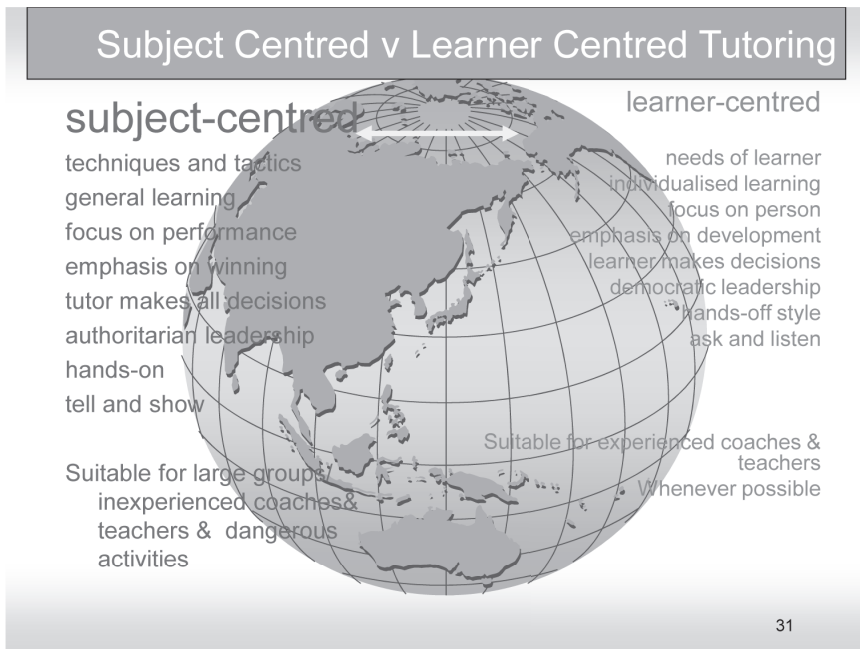 Subject Centred v Learner Centred Tutoring
subject-centred
techniques and tactics
general learning
focus on performance
emphasis on winning
tutor makes all decisions
authoritarian leadership
hands-on
tell and show
Suitable for large groups,
inexperienced coaches&
teachers & dangerous
activities
learner-centred
needs of learner
individualised learning
focus on person
emphasis on development
learner makes decisions
democratic leadership
hands-off style
ask and listen
Suitable for experienced coaches &
teachers
Whenever possible
31